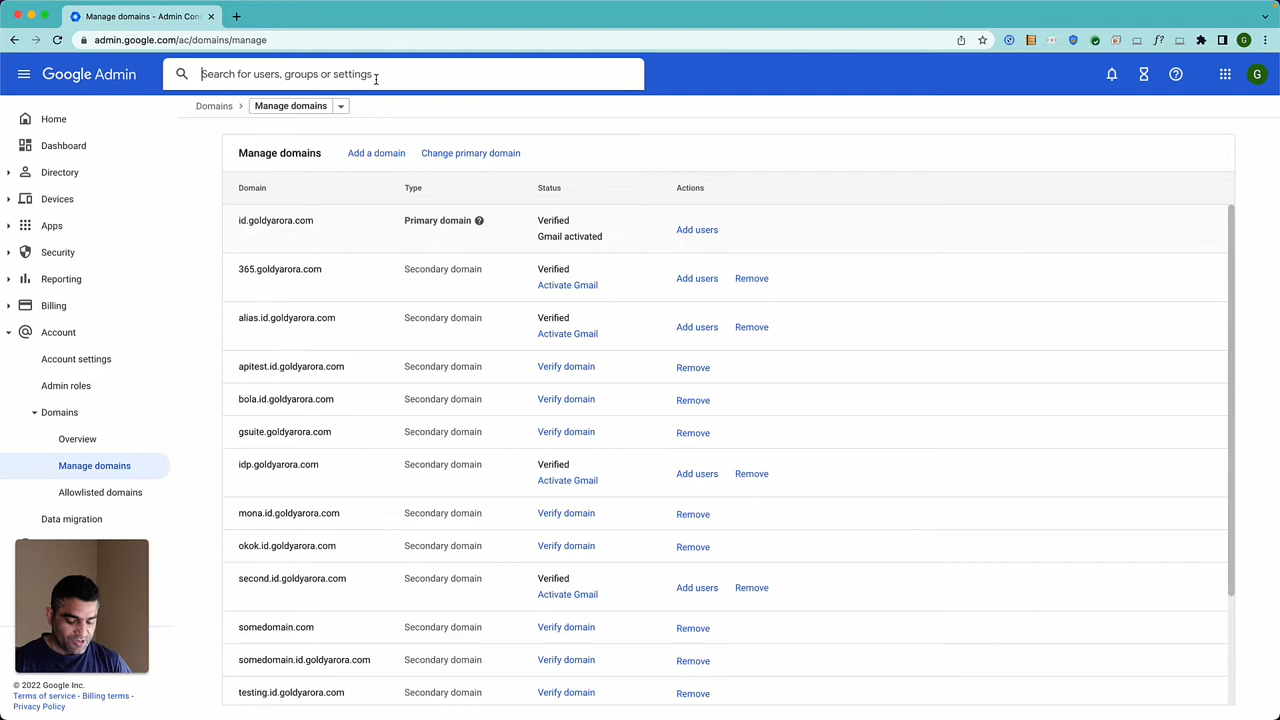 Manage domains - Admin Con
admin.google.com/ac/domains/manage
G
Google Admin
Search for users, groups or settings
G
Domains
Manage domains
Home
Dashboard
Directory
Devices
Apps
Security
Reporting
Billing
Account
Account settings
Admin roles
Domains
Overview
Manage domains
Allowlisted domains
Data migration
© 2022 Google Inc.
Terms of service - Billing terms -
Privacy Policy
Manage domains Add a domain Change primary domain
Domain Type Status Actions
id.goldyarora.com Primary domain Verified Add users
Gmail activated
365.goldyarora.com Secondary domain Verified Add users Remove
Activate Gmail
alias.id.goldyarora.com Secondary domain Verified Add users Remove
Activate Gmail
apitest.id.goldyarora.com Secondary domain Verify domain Remove
bola.id.goldyarora.com Secondary domain Verify domain Remove
gsuite.goldyarora.com Secondary domain Verify domain Remove
idp.goldyarora.com Secondary domain Verified Add users Remove
Activate Gmail
mona.id.goldyarora.com Secondary domain Verify domain Remove
okok.id.goldyarora.com Secondary domain Verify domain Remove
second.id.goldyarora.com Secondary domain Verified Add users Remove
Activate Gmail
somedomain.com Secondary domain Verify domain Remove
somedomain.id.goldyarora.com Secondary domain Verify domain Remove
testing.id.goldyarora.com Secondary domain Verify domain Remove